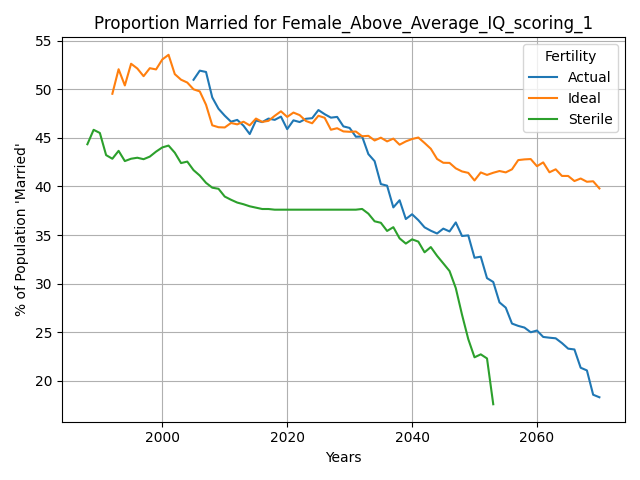 Proportion Married for Female_Above_Average_IQ_scoring_1
Fertility
Actual
Ideal
Sterile
% of Population 'Married'
55
50
45
40
35
30
25
20
2000
2020
2040
2060
Years